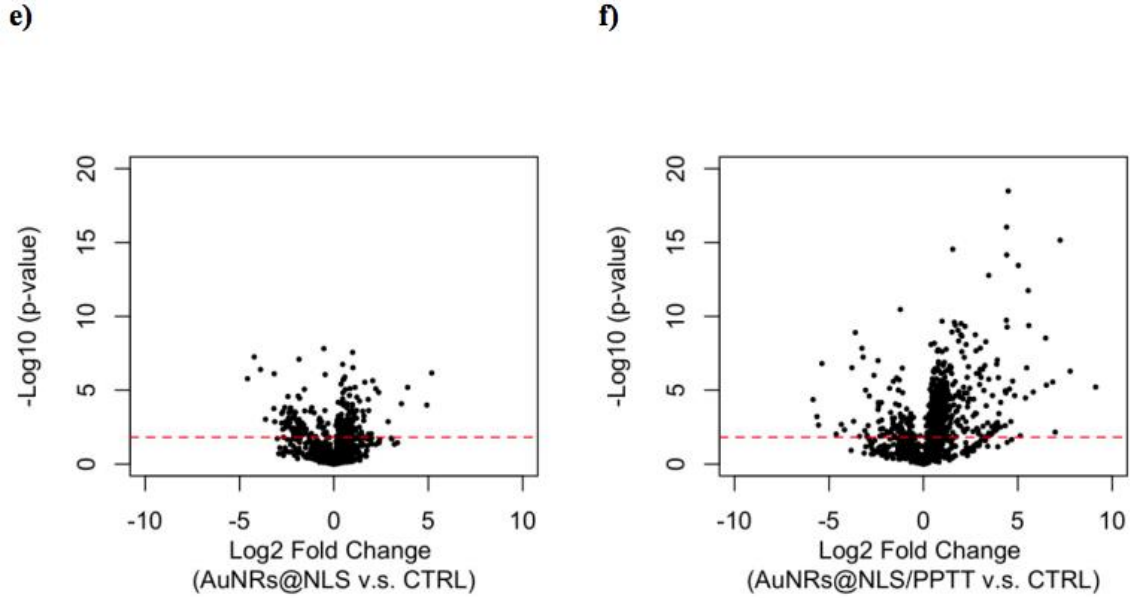 e)
f)
20
15
10
5
0
-Log10 (p-value)
-10 -5 0 5 10
Log2 Fold Change
(AuNRs@NLS v.s. CTRL)
20
15
10
5
0
-Log10 (p-value)
-10 -5 0 5 10
Log2 Fold Change
(AuNRs@NLS/PPTT v.s. CTRL)